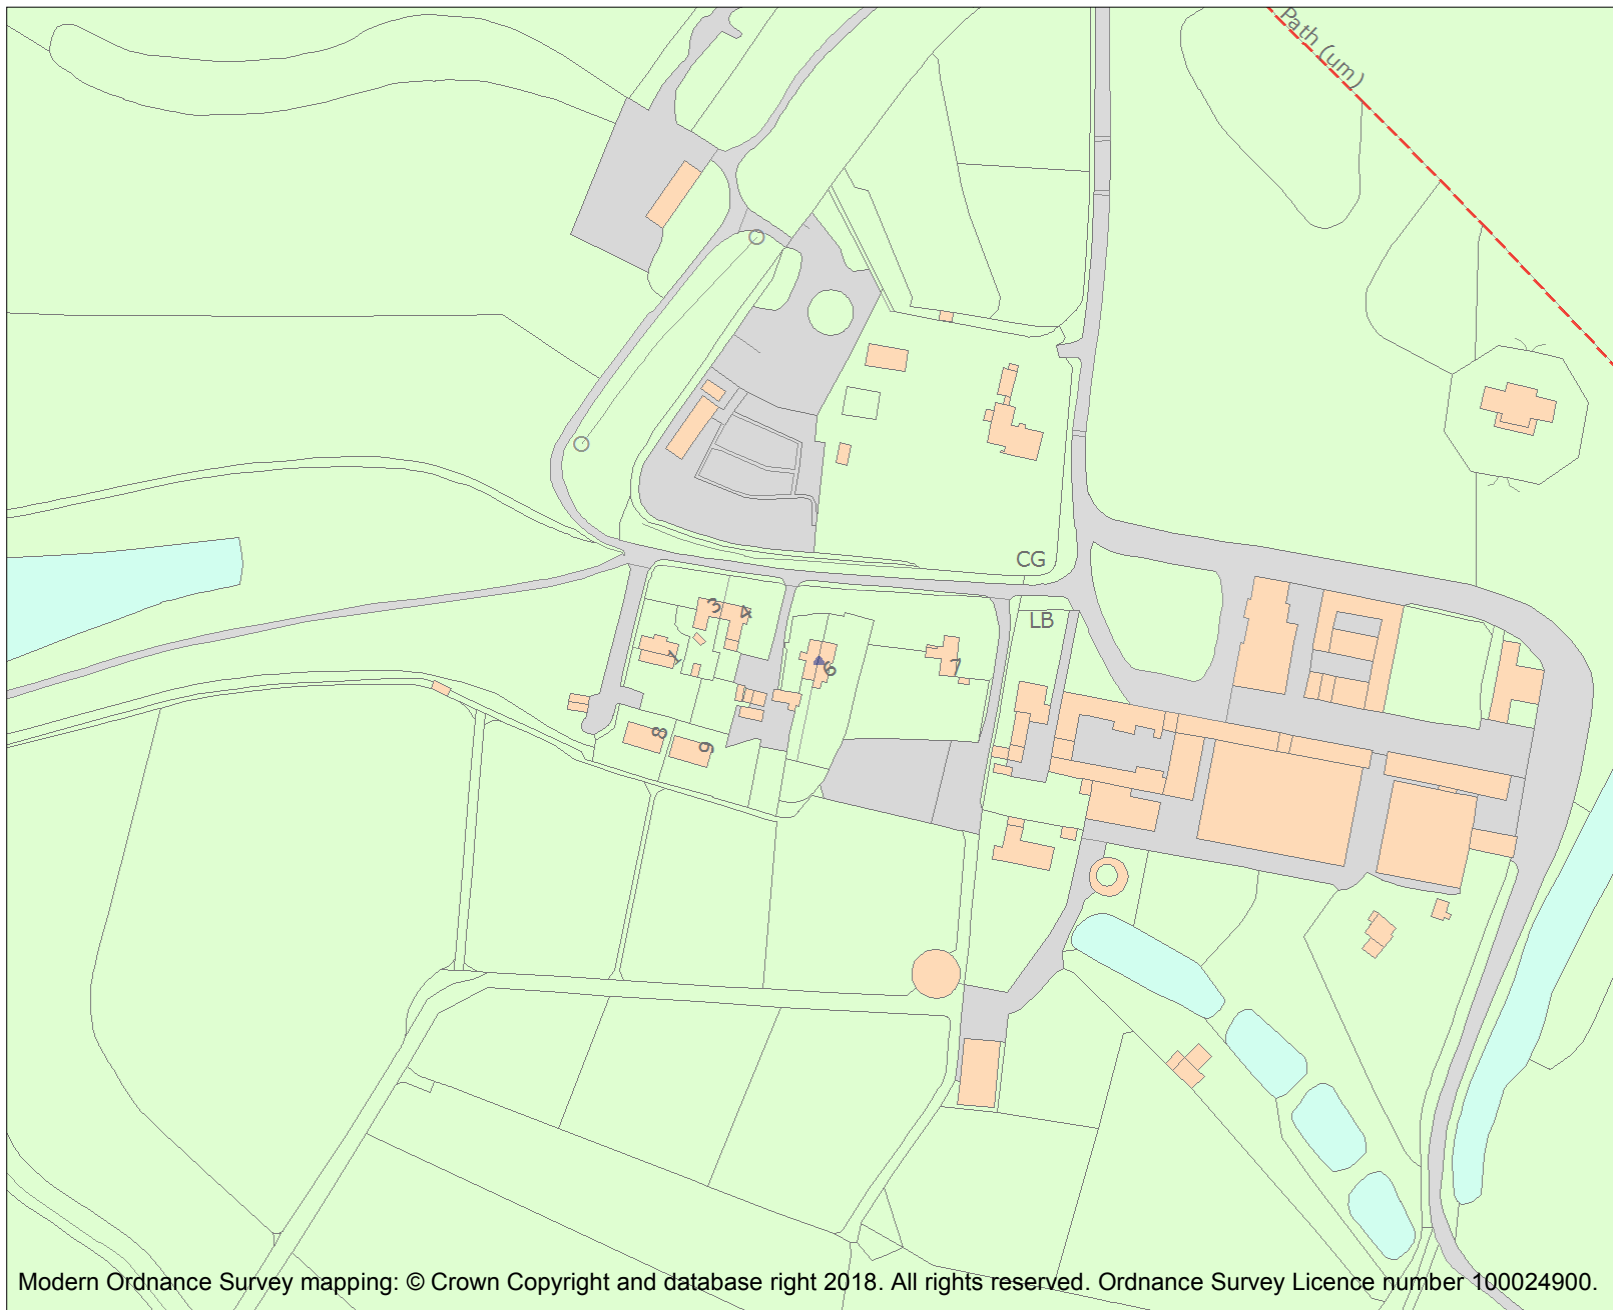 Path (um)
CG
LB
3
4
1
6
7
8
9
Modern Ordnance Survey mapping: © Crown Copyright and database right 2018. All rights reserved. Ordnance Survey Licence number 100024900.